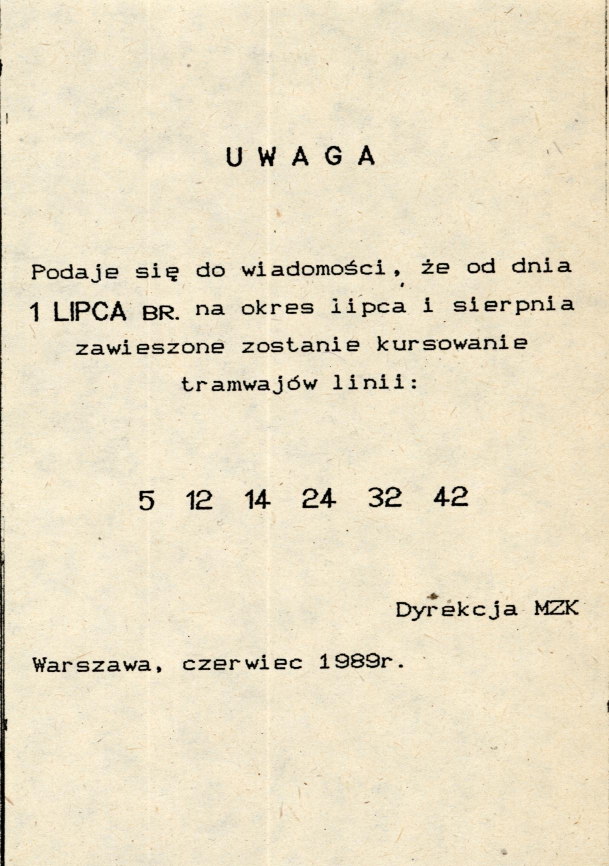 UWAGA
Podaje się do wiadomości, że od dnia
1 LIPCA BR. na okres lipca i sierpnia
zawieszone zostanie kursowanie
tramwajów linii:
5 12 14 24 32 42
Dyrekcja MZK
Warszawa, czerwiec 1989r.